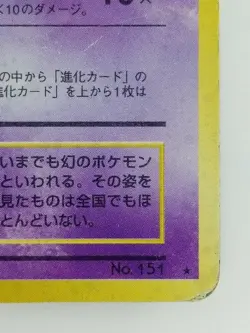 ×10のダメージ。
の中から「進化カード」の
進化カード」を上から1枚は
いまでも幻のポケモン
といわれる。その姿を
見たものは全国でもほ
とんどいない。
No. 151 ★